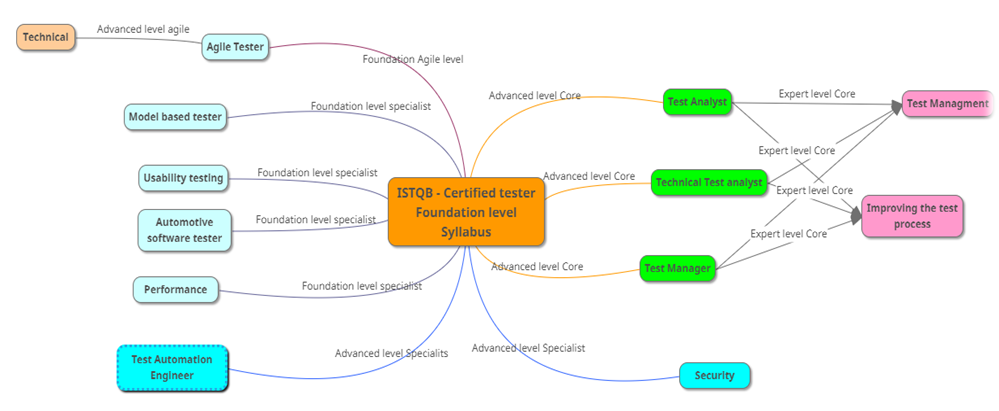 Technical
Advanced level agile
Agile Tester
Foundation Agile level
Model based tester
Foundation level specialist
Usability testing
Foundation level specialist
Automotive
software tester
Foundation level specialist
Performance
Foundation level specialist
Test Automation
Engineer
Advanced level Specialits
ISTQB - Certified tester
Foundation level
Syllabus
Advanced level Core
Test Analyst
Expert level Core
Test Managment
Expert level Core
Advanced level Core
Technical Test analyst
Expert level Core
Improving the test
process
Expert level Core
Advanced level Core
Test Manager
Advanced level Specialist
Security